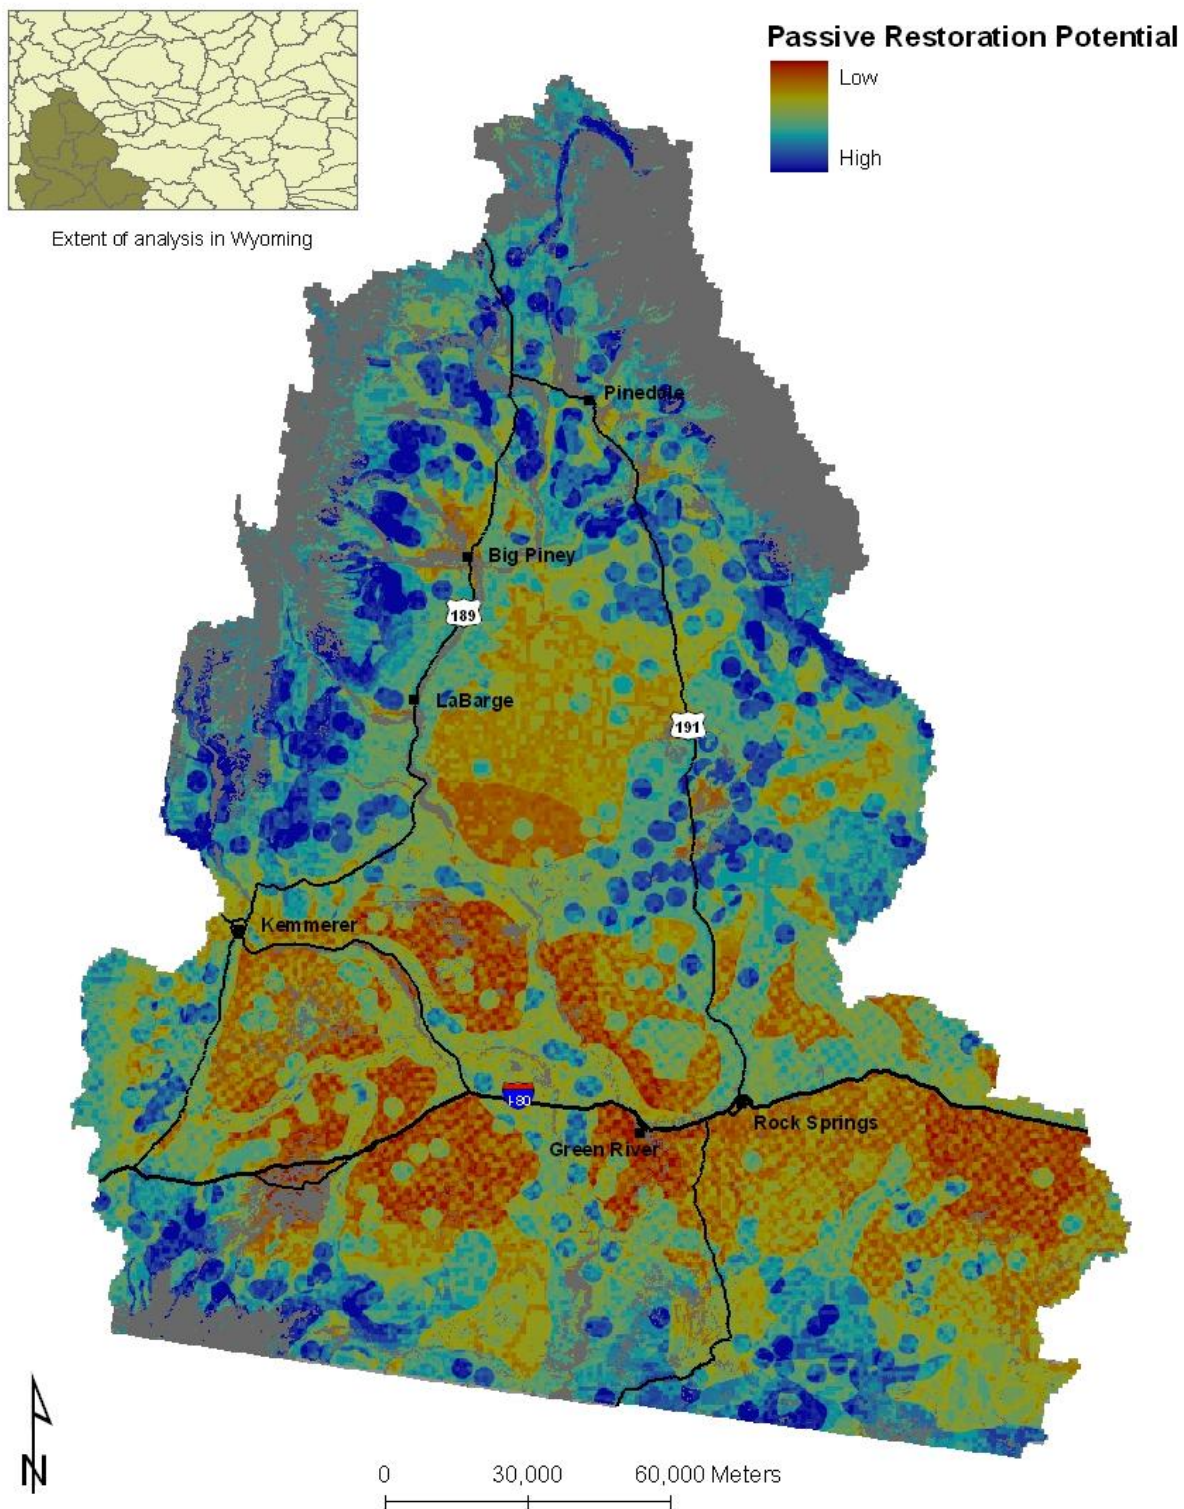 Passive Restoration Potential
Low
High
Extent of analysis in Wyoming
Pinedale
Big Piney
189
LaBarge
191
Kemmerer
I-80
Rock Springs
Green River
N
0 30,000 60,000 Meters